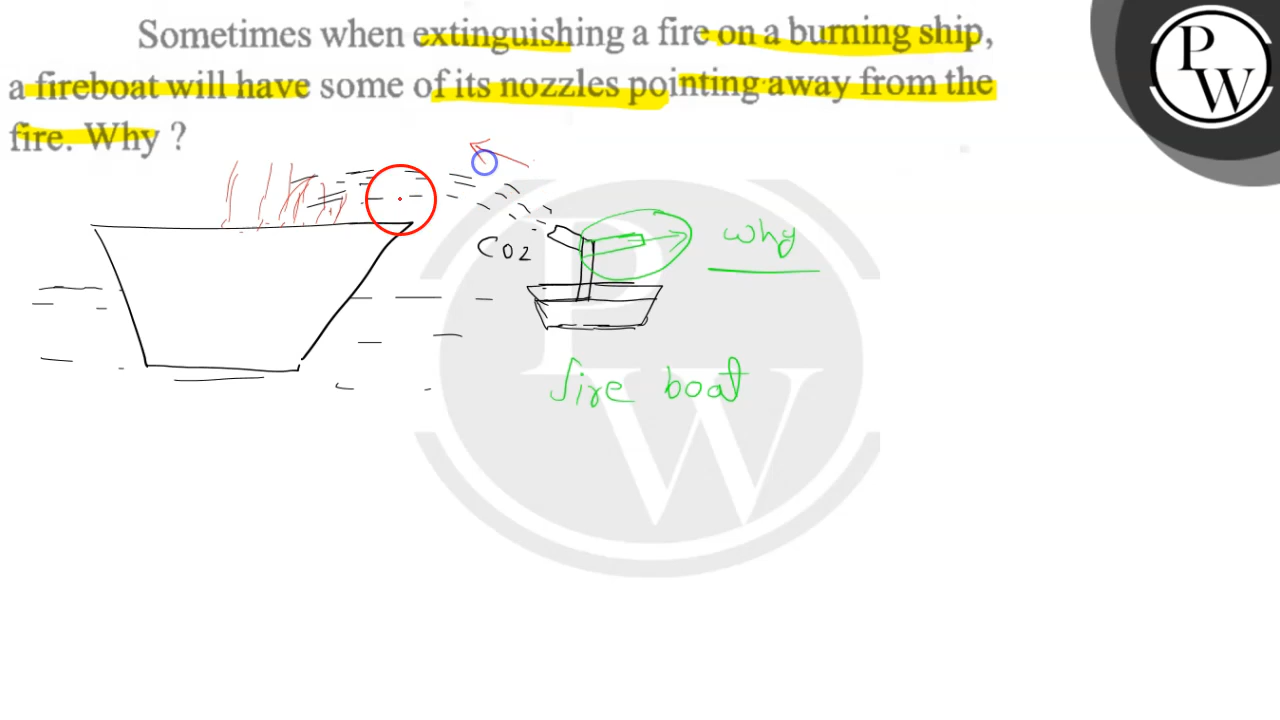 Sometimes when extinguishing a fire on a burning ship,
a fireboat will have some of its nozzles pointing away from the
fire. Why ?
P
W
CO2
why
fire boat
P
W